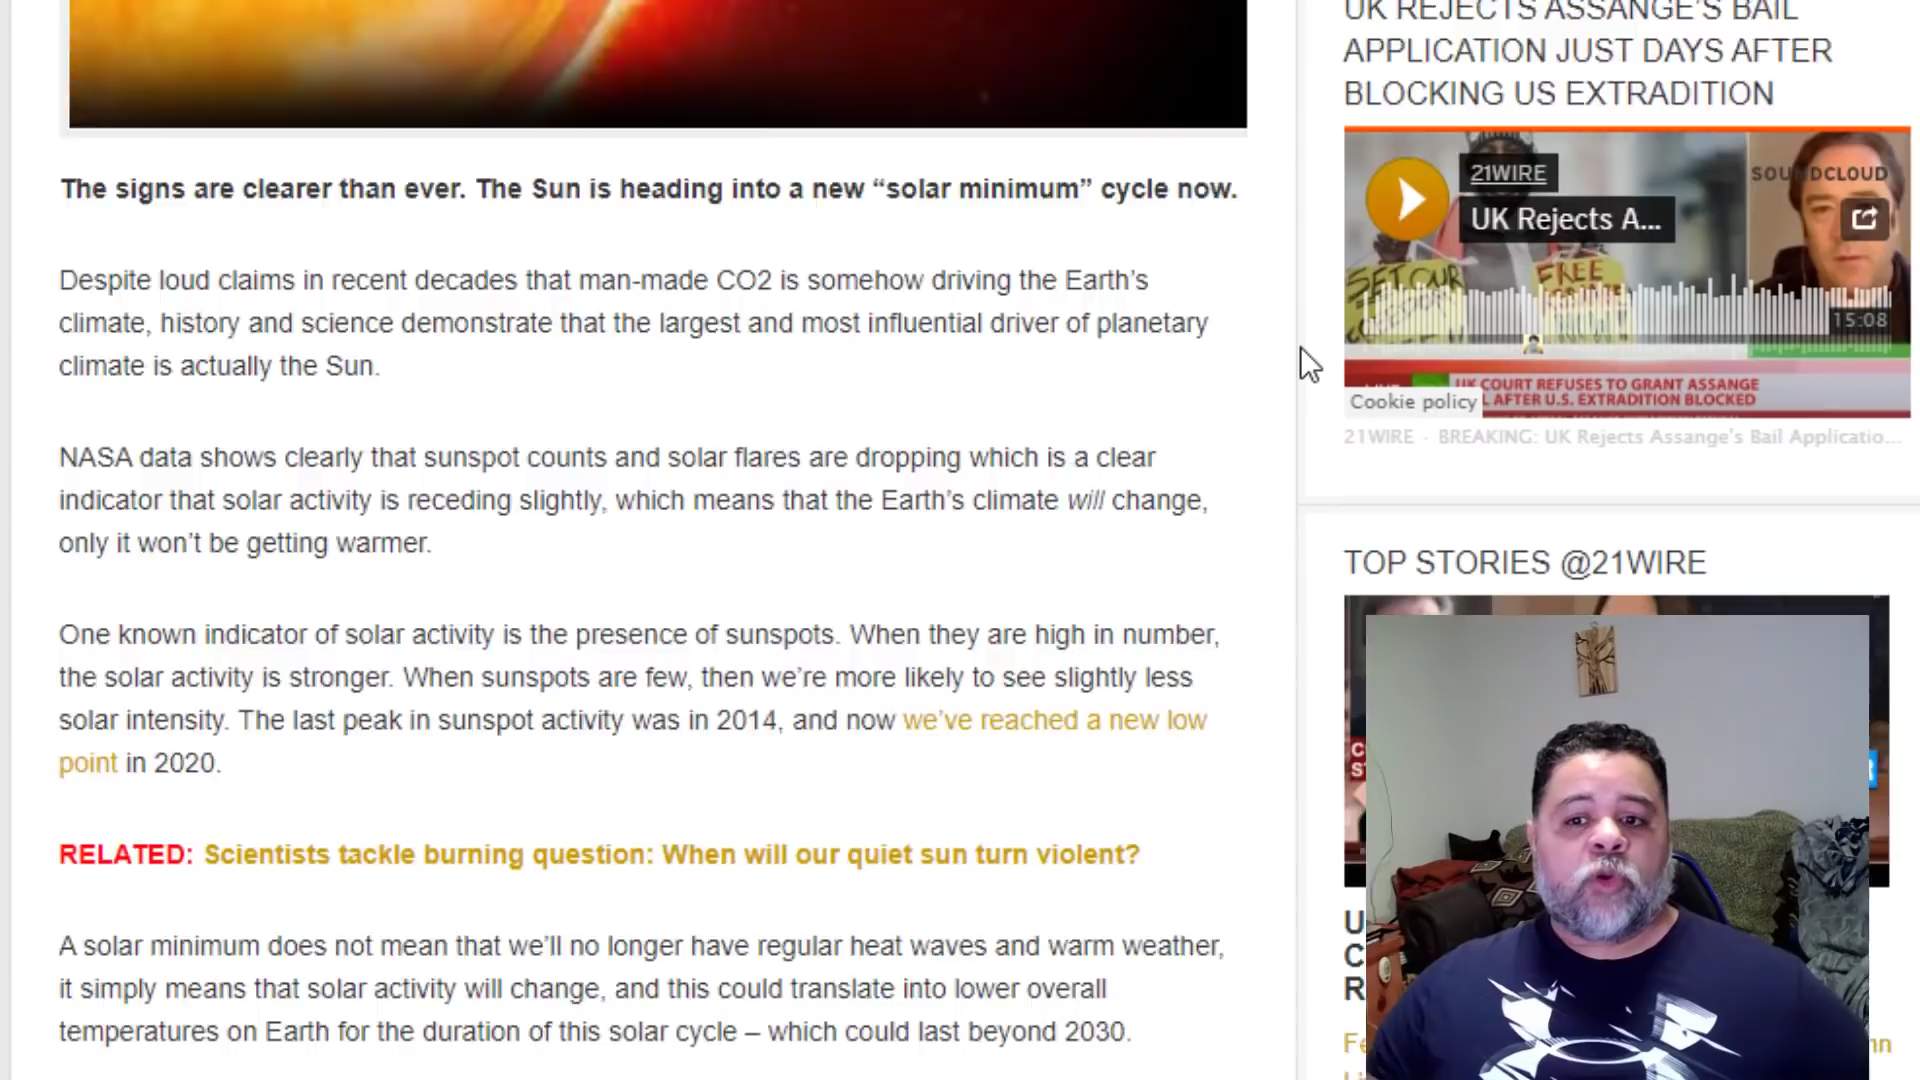 The signs are clearer than ever. The Sun is heading into a new “solar minimum” cycle now.
Despite loud claims in recent decades that man-made CO2 is somehow driving the Earth’s
climate, history and science demonstrate that the largest and most influential driver of planetary
climate is actually the Sun.
NASA data shows clearly that sunspot counts and solar flares are dropping which is a clear
indicator that solar activity is receding slightly, which means that the Earth’s climate will change,
only it won’t be getting warmer.
One known indicator of solar activity is the presence of sunspots. When they are high in number,
the solar activity is stronger. When sunspots are few, then we’re more likely to see slightly less
solar intensity. The last peak in sunspot activity was in 2014, and now we’ve reached a new low
point in 2020.
RELATED: Scientists tackle burning question: When will our quiet sun turn violent?
A solar minimum does not mean that we’ll no longer have regular heat waves and warm weather,
it simply means that solar activity will change, and this could translate into lower overall
temperatures on Earth for the duration of this solar cycle – which could last beyond 2030.
UK REJECTS ASSANGE’S BAIL
APPLICATION JUST DAYS AFTER
BLOCKING US EXTRADITION
21WIRE
SOUNDCLOUD
UK Rejects A...
FREE
15:08
UK COURT REFUSES TO GRANT ASSANGE
AFTER U.S. EXTRADITION BLOCKED
Cookie policy
21WIRE · BREAKING: UK Rejects Assange's Bail Applicatio...
TOP STORIES @21WIRE